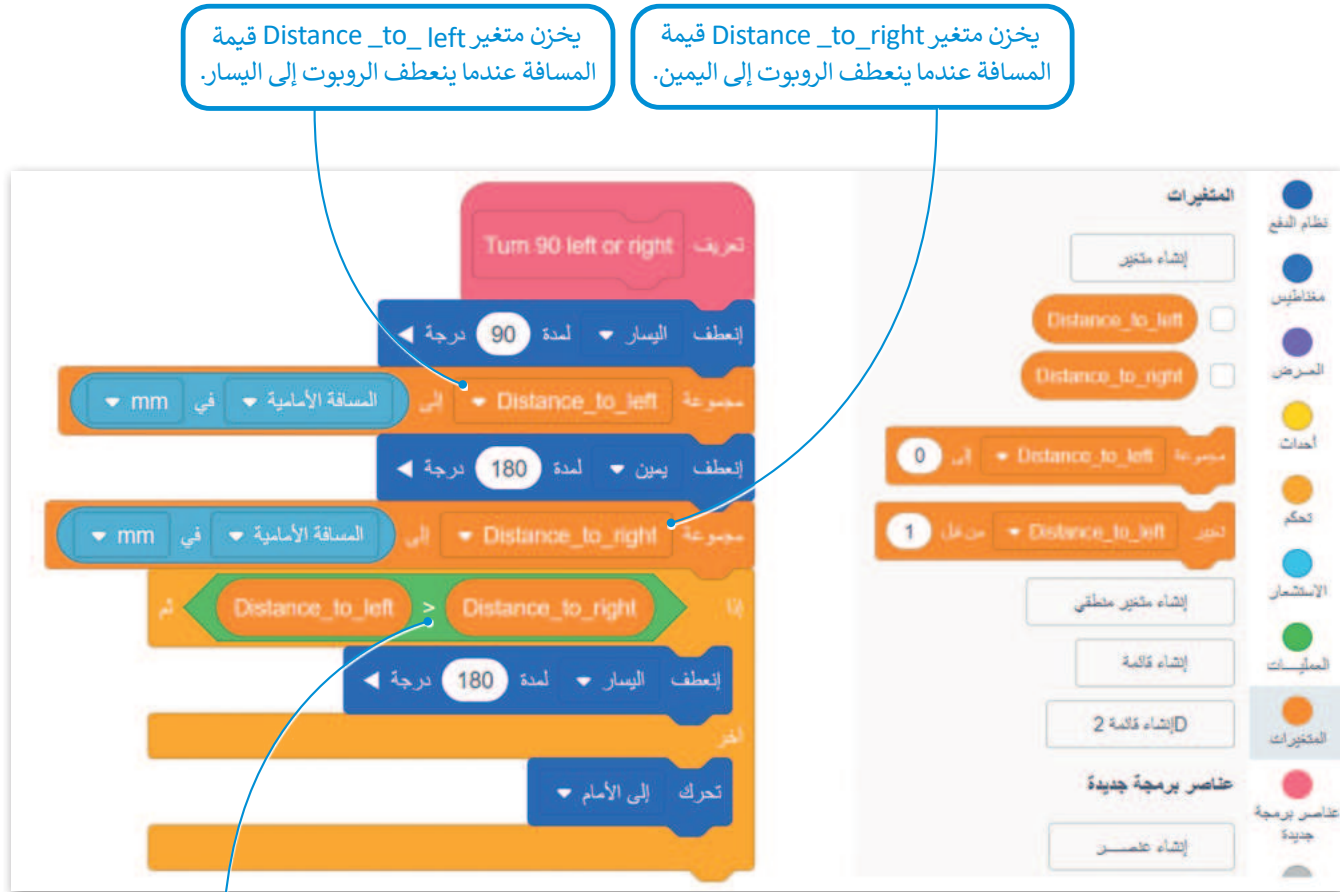 يخزن متغير Distance _to_right قيمة
المسافة عندما ينعطف الروبوت إلى اليمين.
يخزن متغير Distance _to_ left قيمة
المسافة عندما ينعطف الروبوت إلى اليسار.
نظام الدفع
مغناطيس
العرض
أحداث
تحكم
الاستشعار
العمليات
المتغيرات
عناصر برمجة
جديدة
المتغيرات
إنشاء متغير
Distance_to_left
Distance_to_right
مجموعة Distance_to_left إلى 0
تغيير Distance_to_left من قبل 1
إنشاء متغير منطقي
إنشاء قائمة
Dإنشاء قائمة 2
عناصر برمجة جديدة
إنشاء عنصر
تعريف Turn 90 left or right
إنعطف اليسار لمدة 90 درجة
مجموعة Distance_to_left إلى المسافة الأمامية في mm
إنعطف يمين لمدة 180 درجة
مجموعة Distance_to_right إلى المسافة الأمامية في mm
إذا Distance_to_left > Distance_to_right ثم
إنعطف اليسار لمدة 180 درجة
آخر
تحرك إلى الأمام